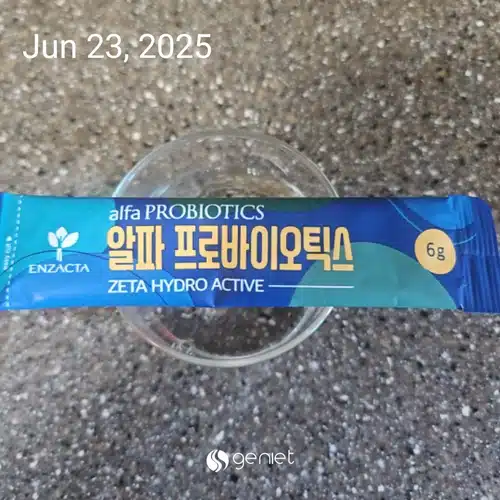 Jun 23, 2025
alfa PROBIOTICS
알파 프로바이오틱스
6g
ENZACTA
ZETA HYDRO ACTIVE
geniet